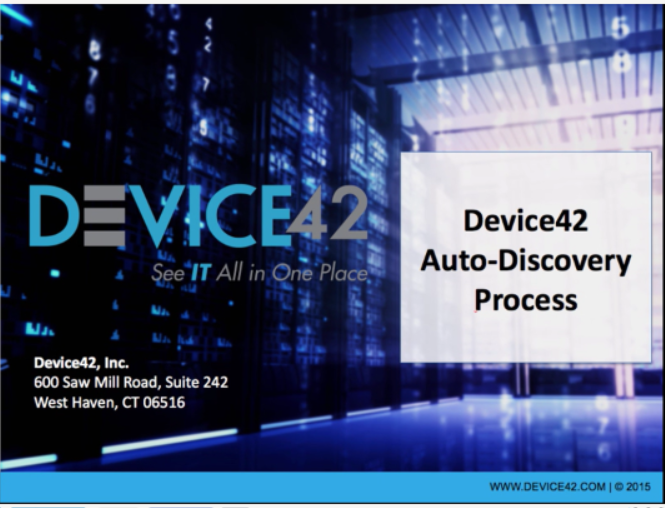 DEVICE42
See IT All in One Place
Device42
Auto-Discovery
Process
Device42, Inc.
600 Saw Mill Road, Suite 242
West Haven, CT 06516
WWW.DEVICE42.COM | © 2015